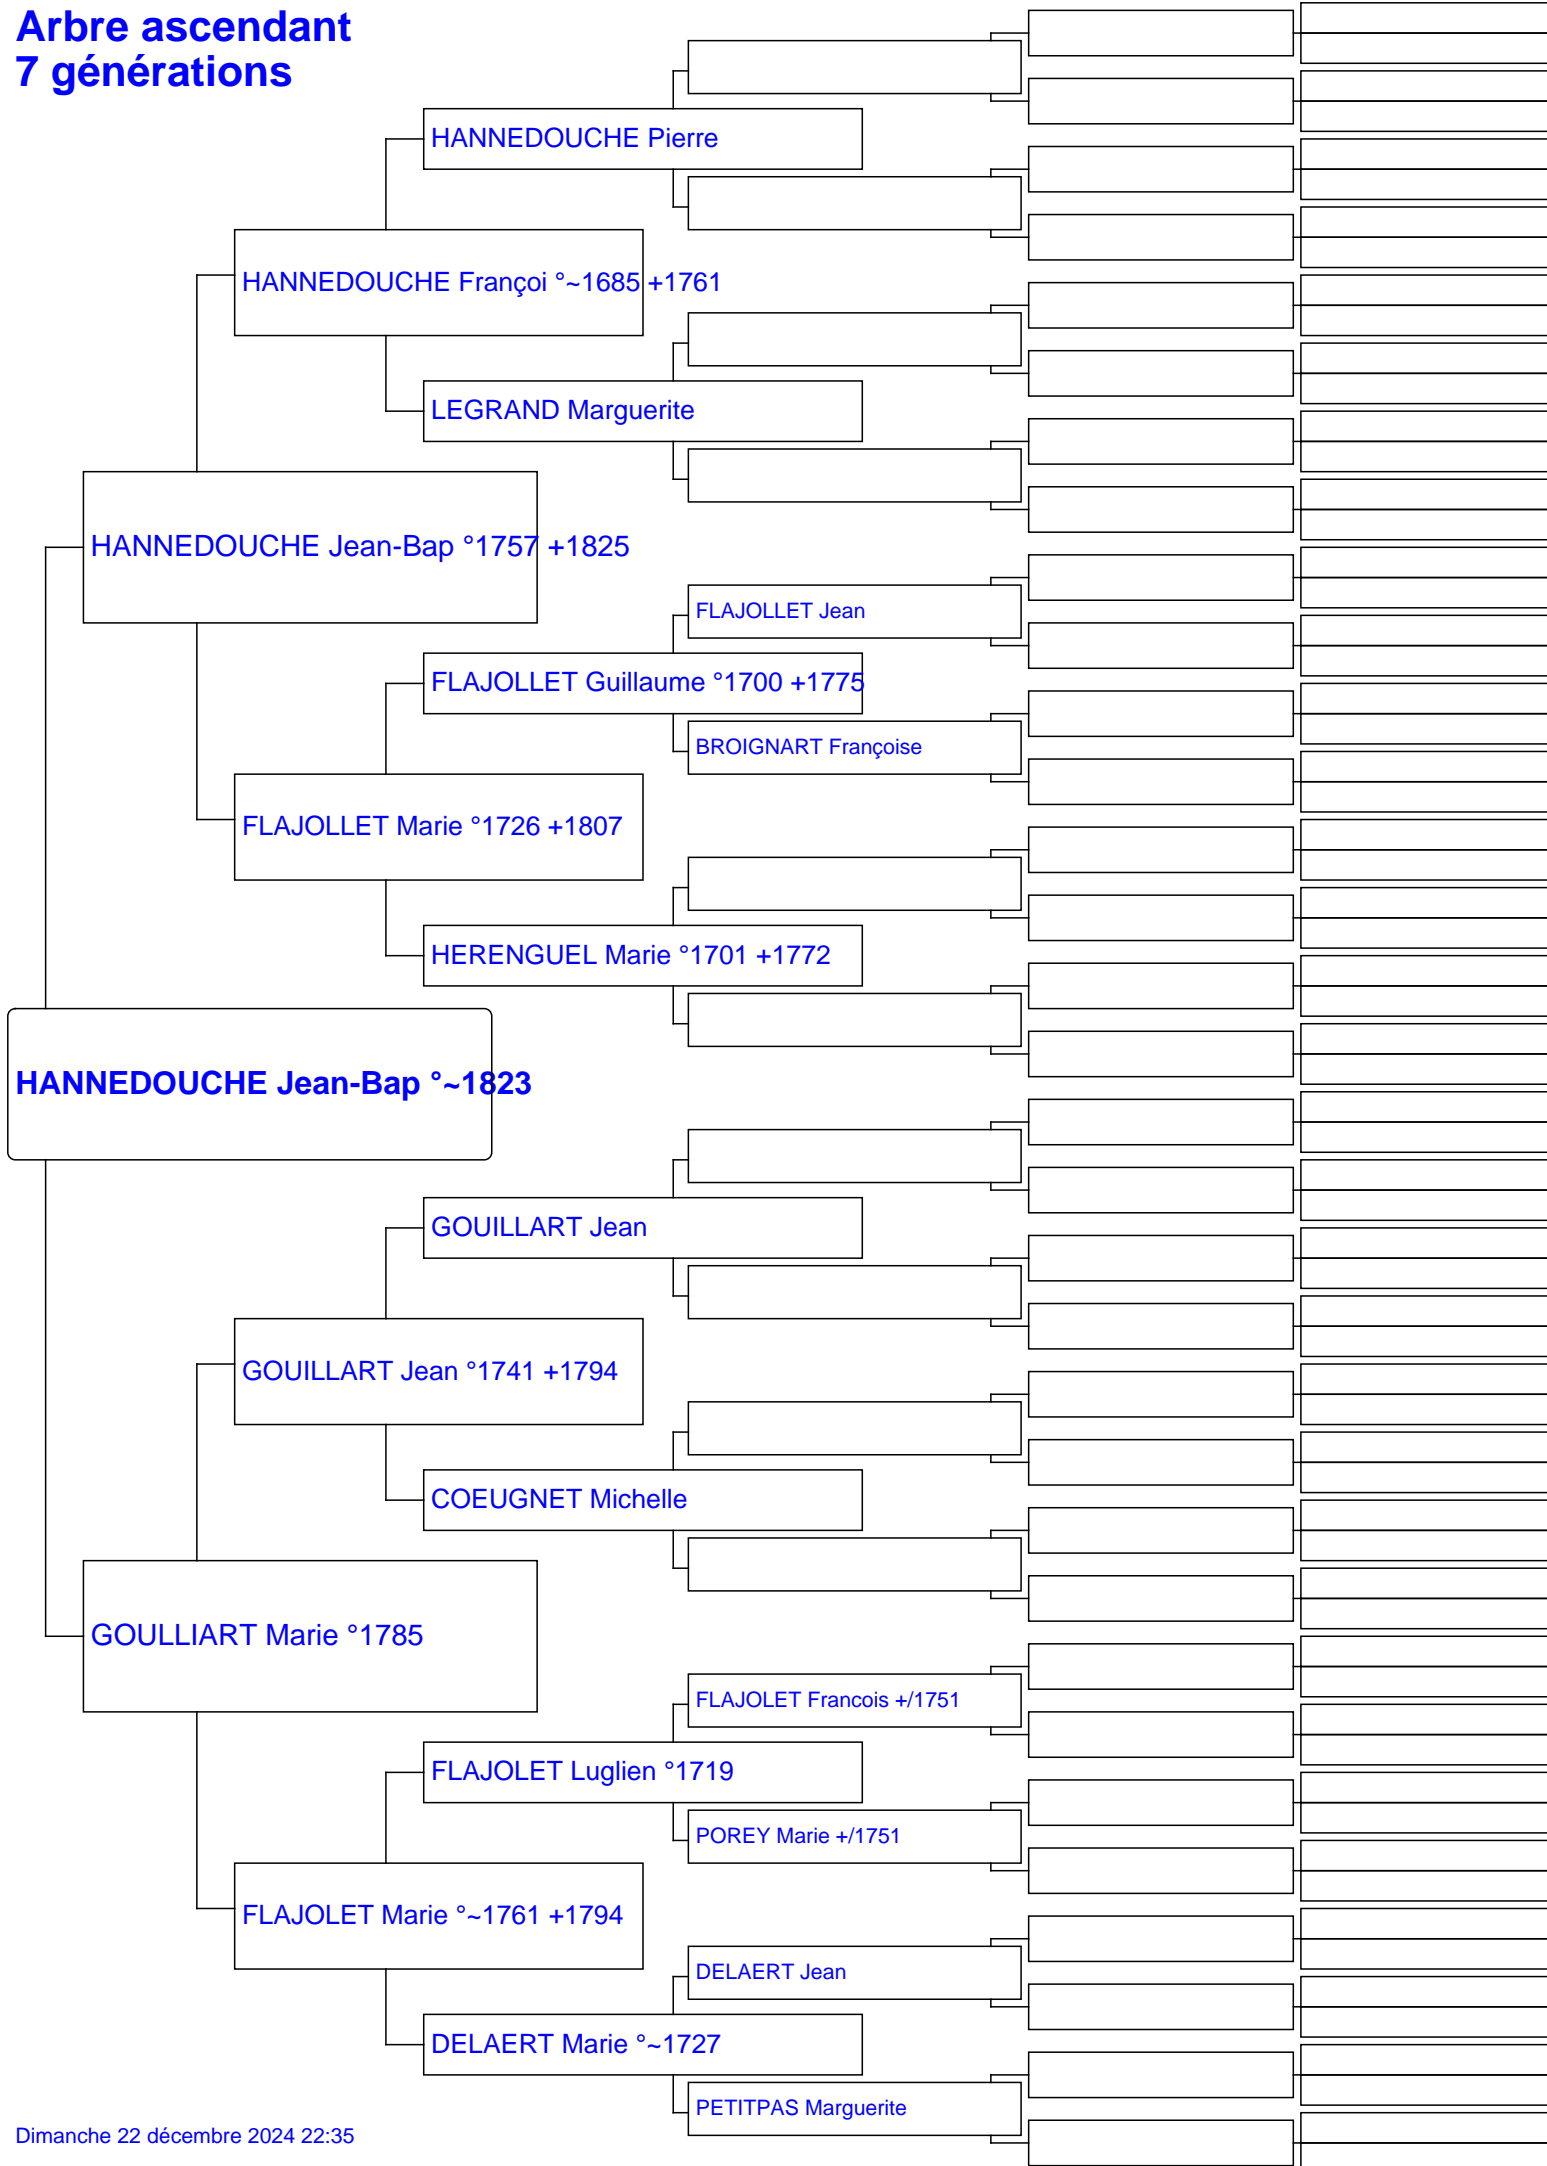 Arbre ascendant
7 générations
HANNEDOUCHE Pierre
HANNEDOUCHE Françoi °~1685 +1761
LEGRAND Marguerite
HANNEDOUCHE Jean-Bap °1757 +1825
FLAJOLLET Jean
FLAJOLLET Guillaume °1700 +1775
BROIGNART Françoise
FLAJOLLET Marie °1726 +1807
HERENGUEL Marie °1701 +1772
HANNEDOUCHE Jean-Bap °~1823
GOUILLART Jean
GOUILLART Jean °1741 +1794
COEUGNET Michelle
GOULLIART Marie °1785
FLAJOLET Francois +/1751
FLAJOLET Luglien °1719
POREY Marie +/1751
FLAJOLET Marie °~1761 +1794
DELAERT Jean
DELAERT Marie °~1727
PETITPAS Marguerite
Dimanche 22 décembre 2024 22:35